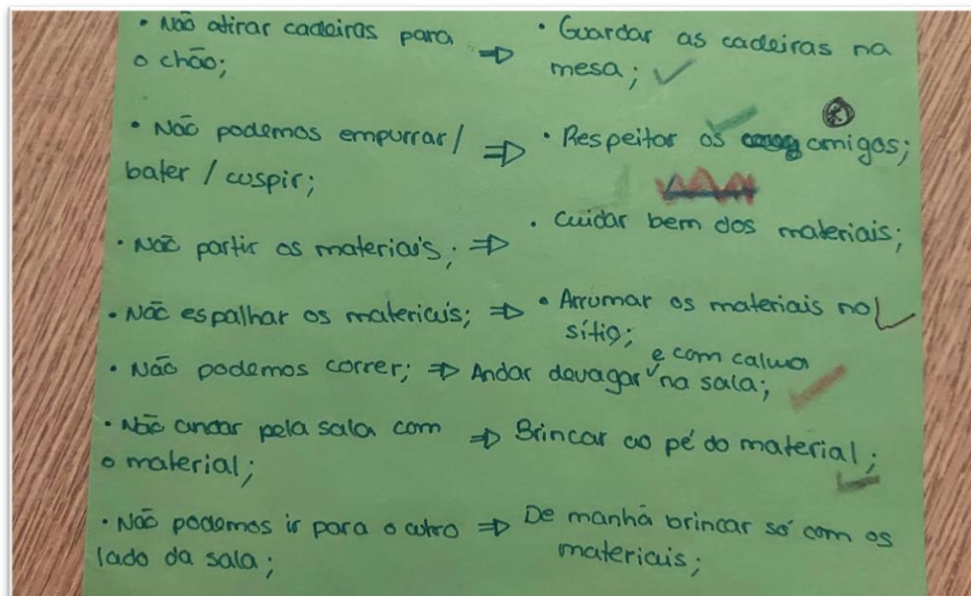 • Não atirar cadeiras para ⇒ • Guardar as cadeiras na
o chão; mesa; ✓
• Não podemos empurrar/ ⇒ • Respeitar os amigos;
bater / cuspir;
• Não partir os materiais; ⇒ • Cuidar bem dos materiais;
• Não espalhar os materiais; ⇒ • Arrumar os materiais no
sítio;
• Não podemos correr; ⇒ Andar devagar e com calma na sala;
• Não andar pela sala com ⇒ Brincar ao pé do material;
o material;
• Não podemos ir para o outro ⇒ De manhã brincar só com os
lado da sala; materiais;